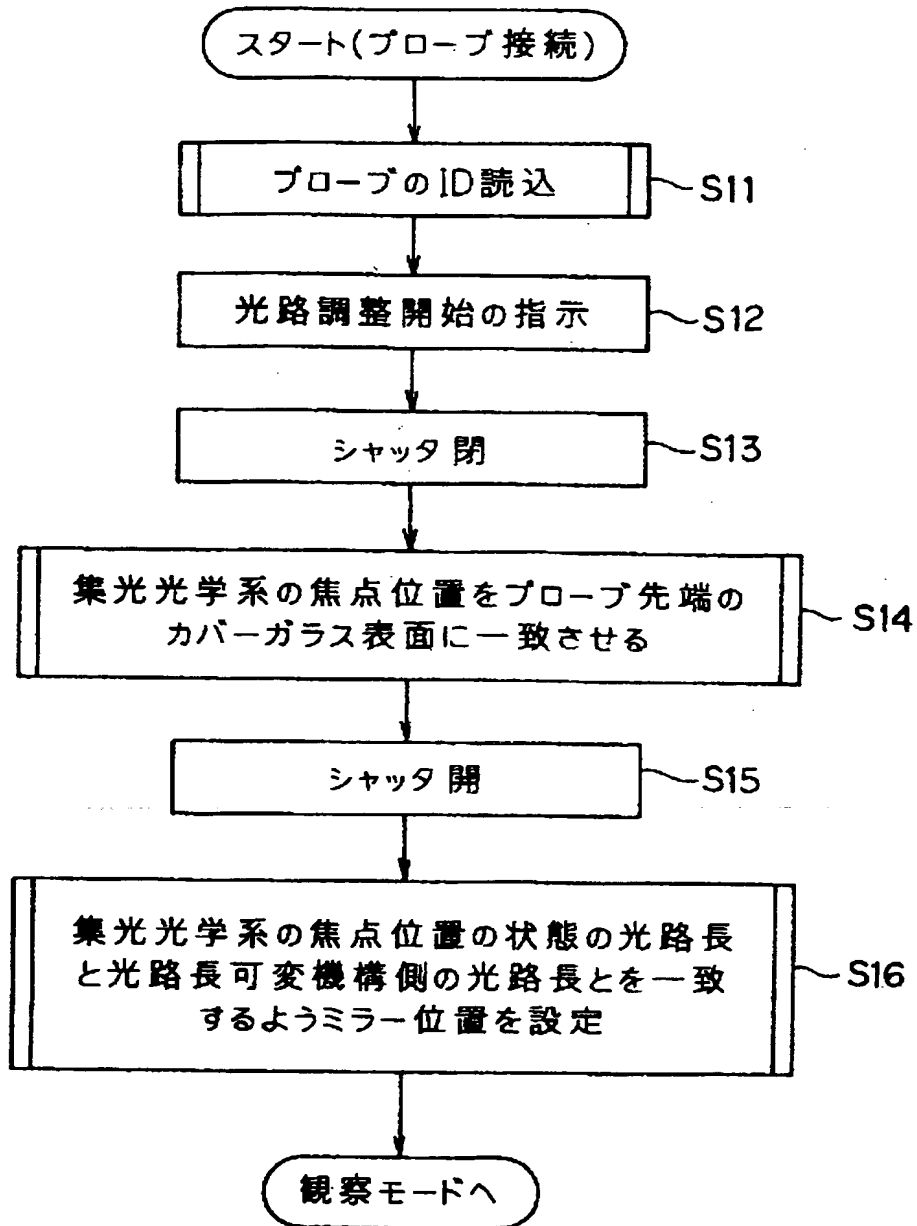 スタート(プローブ接続)
プローブのID読込
S11
光路調整開始の指示
S12
シャッタ閉
S13
集光光学系の焦点位置をプローブ先端の
カバーガラス表面に一致させる
S14
シャッタ開
S15
集光光学系の焦点位置の状態の光路長
と光路長可変機構側の光路長とを一致
するようミラー位置を設定
S16
観察モードへ